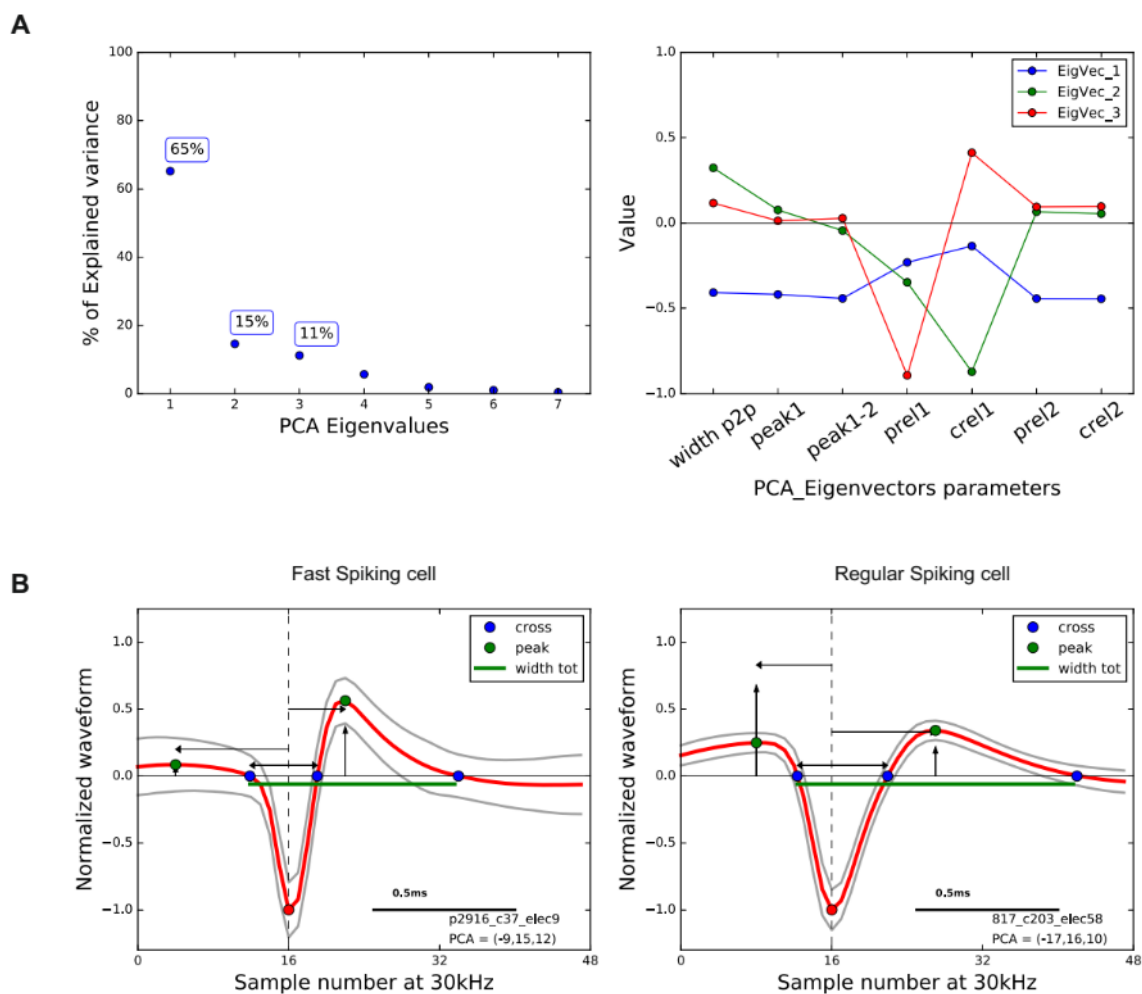 A
100
80
60
40
20
0
% of Explained variance
65%
15%
11%
1 2 3 4 5 6 7
PCA Eigenvalues
1.0
0.5
0.0
−0.5
−1.0
Value
EigVec_1
EigVec_2
EigVec_3
width p2p
peak1
peak1-2
prel1
crel1
prel2
crel2
PCA_Eigenvectors parameters
B
Fast Spiking cell
1.0
0.5
0.0
−0.5
−1.0
Normalized waveform
cross
peak
width tot
0.5ms
p2916_c37_elec9
PCA = (-9,15,12)
0 16 32 48
Sample number at 30kHz
Regular Spiking cell
1.0
0.5
0.0
−0.5
−1.0
Normalized waveform
cross
peak
width tot
0.5ms
817_c203_elec58
PCA = (-17,16,10)
0 16 32 48
Sample number at 30kHz